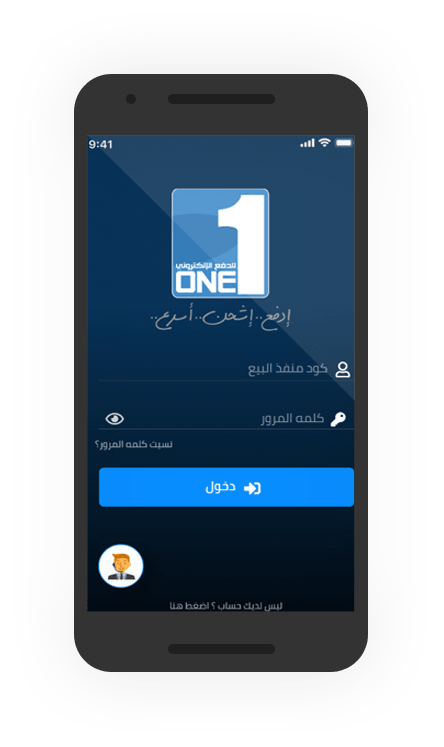 9:41
1
للدفع الإلكتروني
ONE
إدفع..إشحن..أسرع..
كود منفذ البيع
كلمه المرور
نسيت كلمه المرور؟
دخول
ليس لديك حساب ؟ اضغط هنا